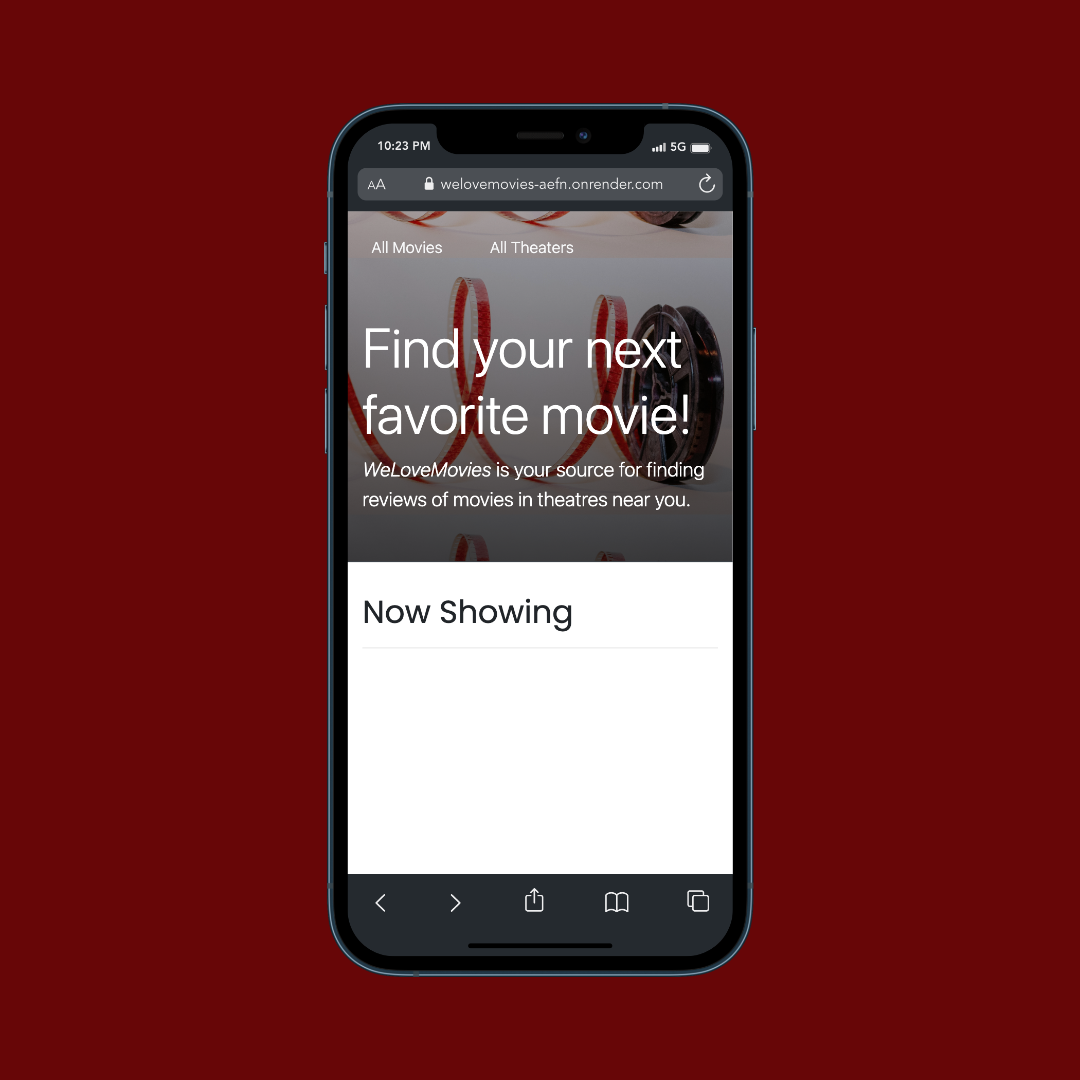 10:23 PM 5G
AA welovemovies-aefn.onrender.com
All Movies All Theaters
Find your next
favorite movie!
WeLoveMovies is your source for finding
reviews of movies in theatres near you.
Now Showing